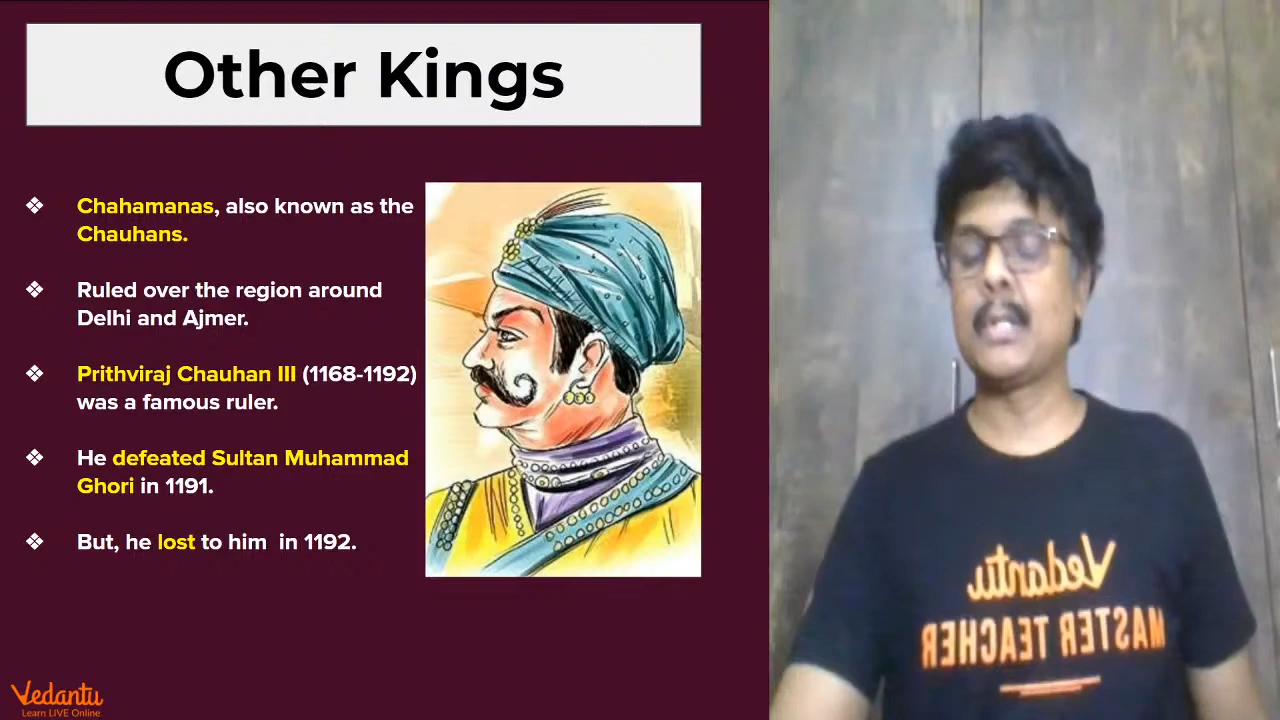 Other Kings
❖ Chahamanas, also known as the
Chauhans.
❖ Ruled over the region around
Delhi and Ajmer.
❖ Prithviraj Chauhan III (1168-1192)
was a famous ruler.
❖ He defeated Sultan Muhammad
Ghori in 1191.
❖ But, he lost to him in 1192.
Vedantu
Learn LIVE Online
Vedantu
MASTER TEACHER